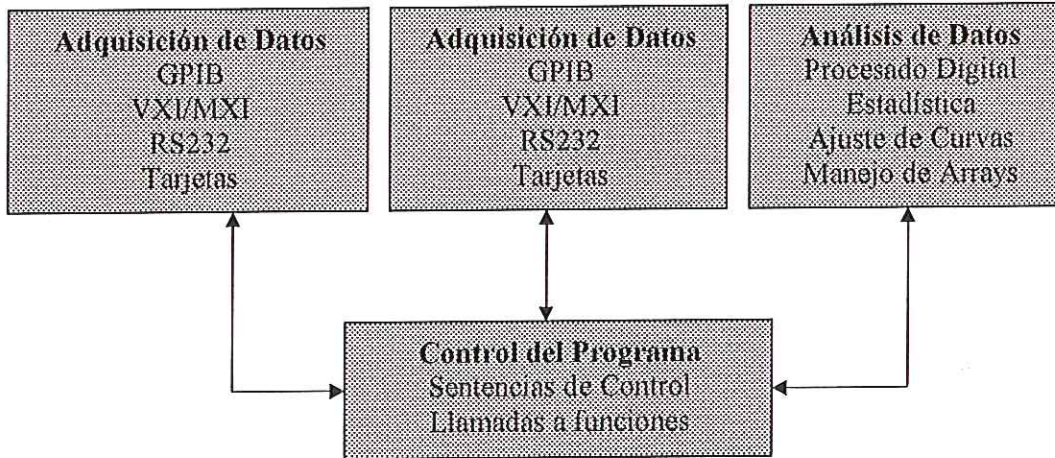 Adquisición de Datos
GPIB
VXI/MXI
RS232
Tarjetas
Adquisición de Datos
GPIB
VXI/MXI
RS232
Tarjetas
Análisis de Datos
Procesado Digital
Estadística
Ajuste de Curvas
Manejo de Arrays
Control del Programa
Sentencias de Control
Llamadas a funciones